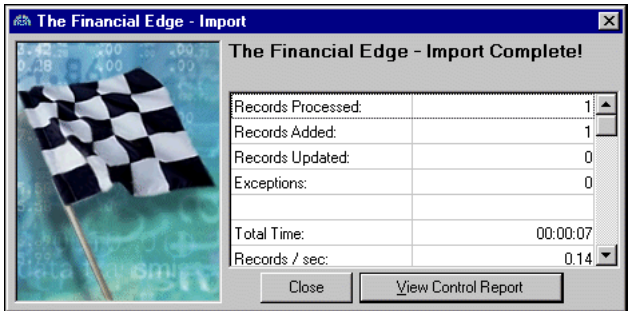 The Financial Edge - Import
The Financial Edge - Import Complete!
Records Processed: 1
Records Added: 1
Records Updated: 0
Exceptions: 0
Total Time: 00:00:07
Records / sec: 0.14
Close View Control Report